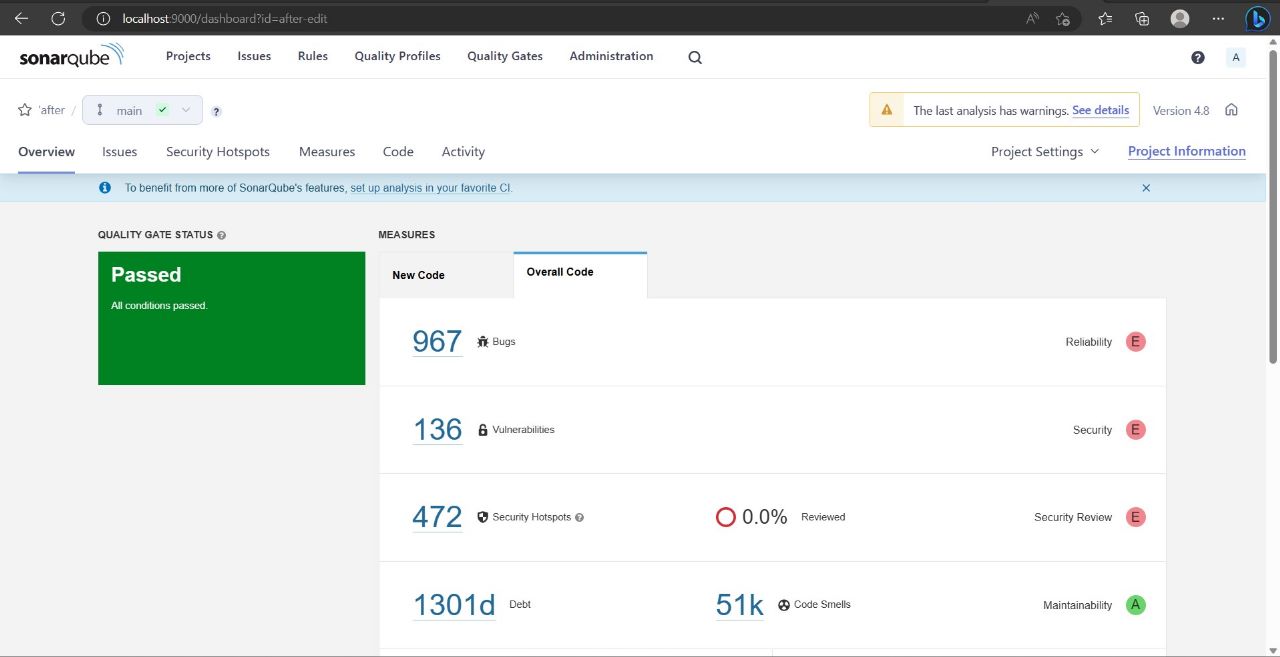 localhost:9000/dashboard?id=after-edit
sonarqube Projects Issues Rules Quality Profiles Quality Gates Administration ? A
'after / main ? The last analysis has warnings. See details Version 4.8
Overview Issues Security Hotspots Measures Code Activity Project Settings Project Information
To benefit from more of SonarQube's features, set up analysis in your favorite CI.
QUALITY GATE STATUS ?
Passed
All conditions passed.
MEASURES
New Code Overall Code
967 Bugs Reliability E
136 Vulnerabilities Security E
472 Security Hotspots ? 0.0% Reviewed Security Review E
1301d Debt 51k Code Smells Maintainability A